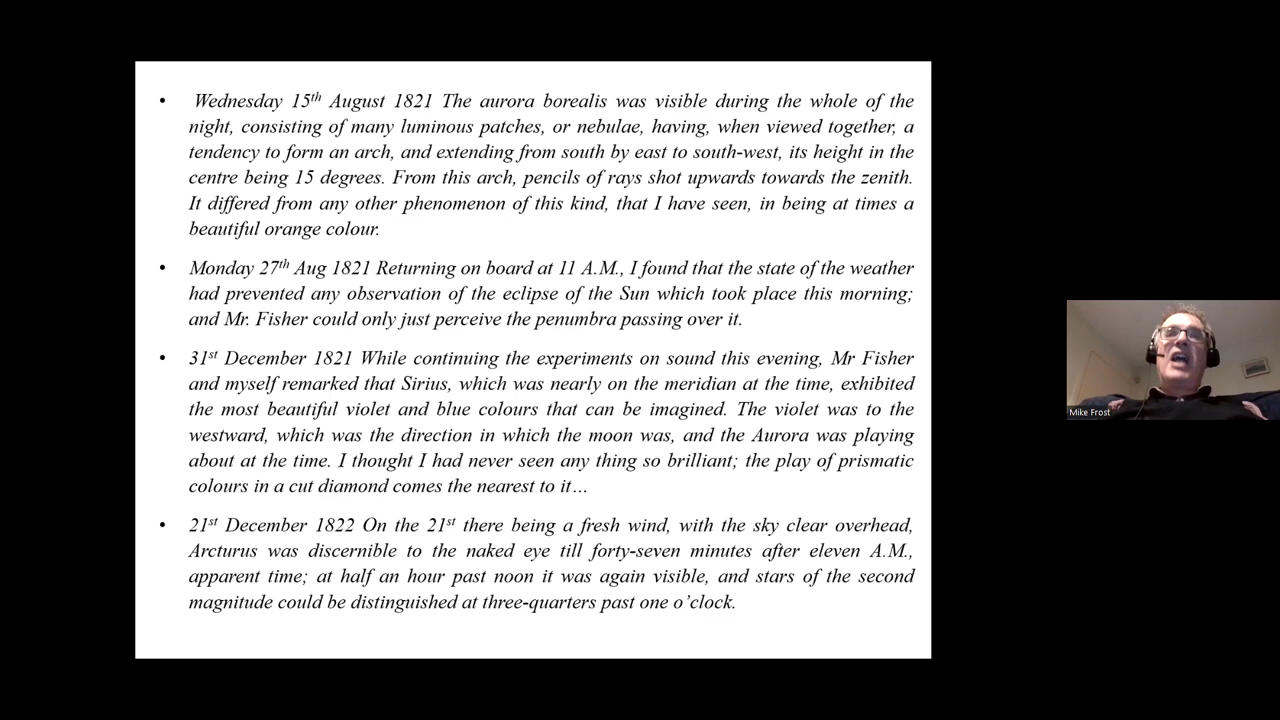 • Wednesday 15th August 1821 The aurora borealis was visible during the whole of the
night, consisting of many luminous patches, or nebulae, having, when viewed together, a
tendency to form an arch, and extending from south by east to south-west, its height in the
centre being 15 degrees. From this arch, pencils of rays shot upwards towards the zenith.
It differed from any other phenomenon of this kind, that I have seen, in being at times a
beautiful orange colour.
• Monday 27th Aug 1821 Returning on board at 11 A.M., I found that the state of the weather
had prevented any observation of the eclipse of the Sun which took place this morning;
and Mr. Fisher could only just perceive the penumbra passing over it.
• 31st December 1821 While continuing the experiments on sound this evening, Mr Fisher
and myself remarked that Sirius, which was nearly on the meridian at the time, exhibited
the most beautiful violet and blue colours that can be imagined. The violet was to the
westward, which was the direction in which the moon was, and the Aurora was playing
about at the time. I thought I had never seen any thing so brilliant; the play of prismatic
colours in a cut diamond comes the nearest to it…
• 21st December 1822 On the 21st there being a fresh wind, with the sky clear overhead,
Arcturus was discernible to the naked eye till forty-seven minutes after eleven A.M.,
apparent time; at half an hour past noon it was again visible, and stars of the second
magnitude could be distinguished at three-quarters past one o’clock.
Mike Frost